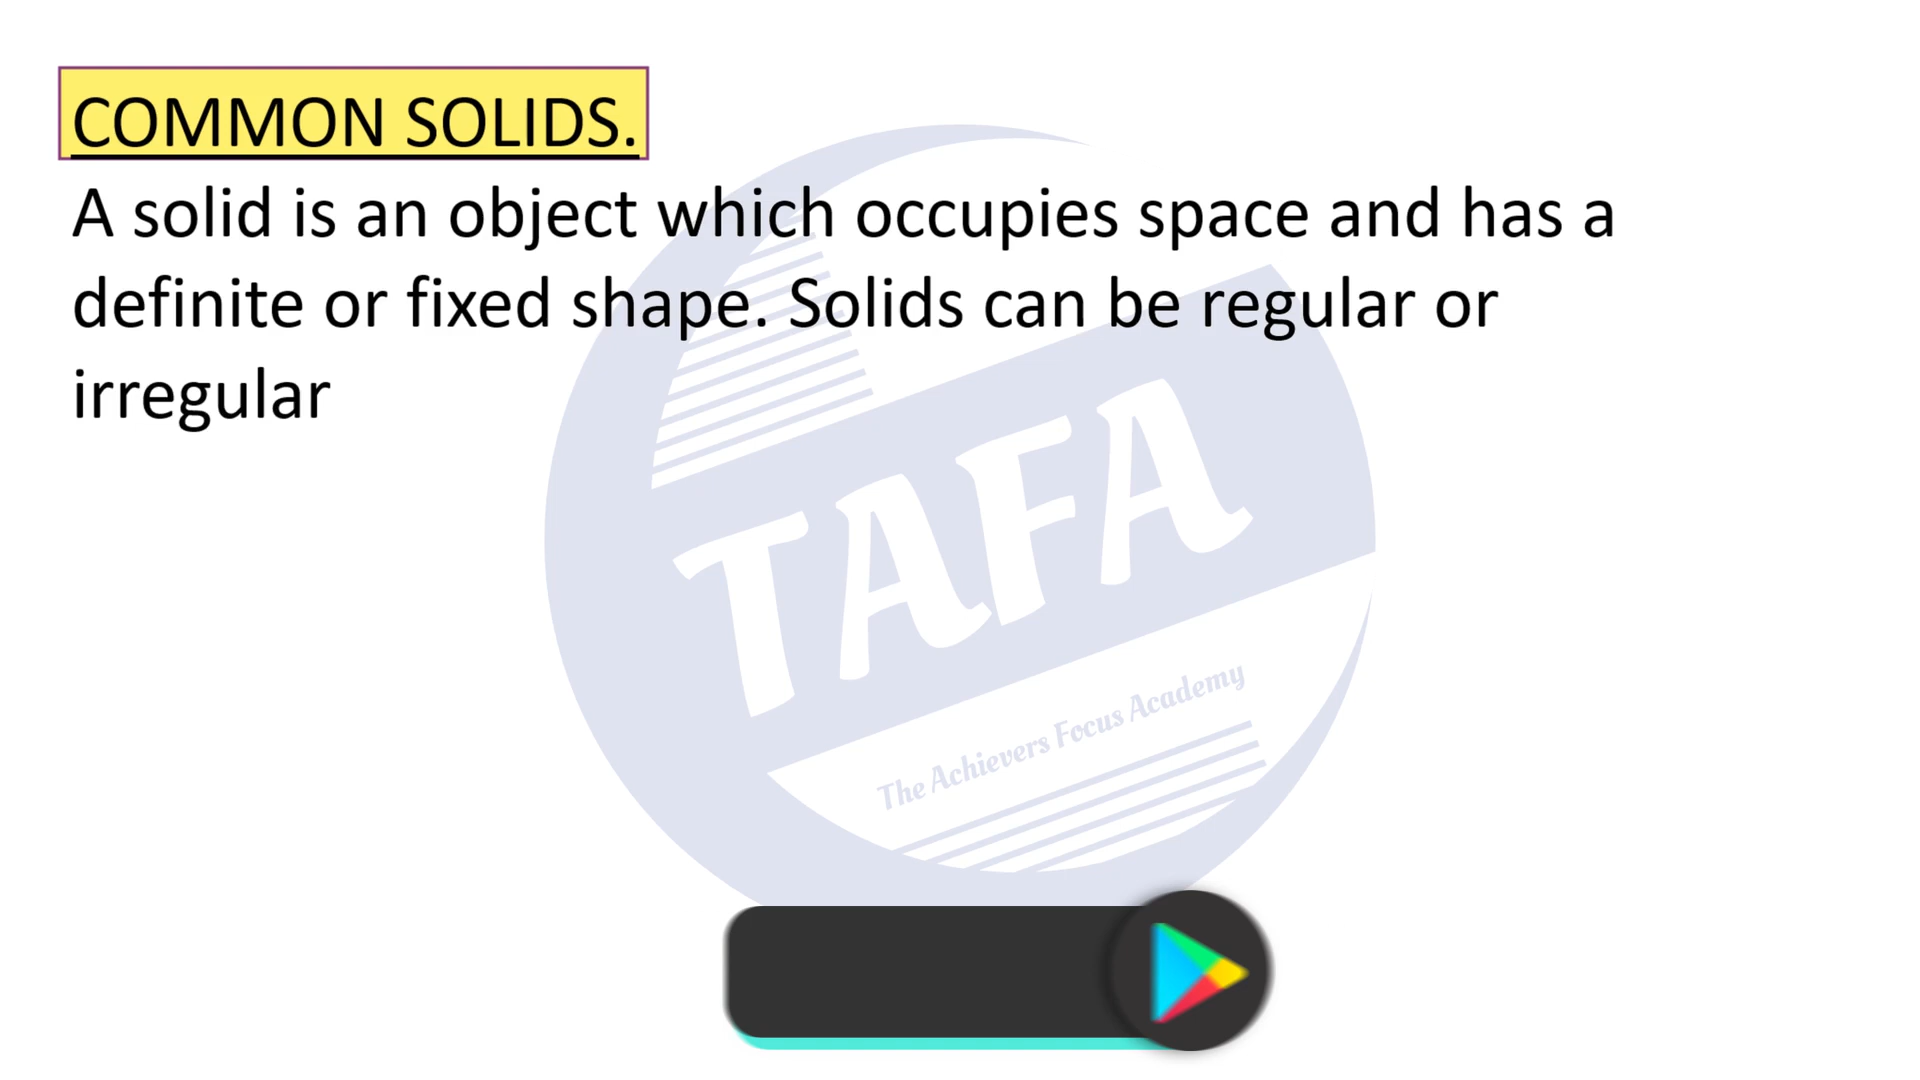 COMMON SOLIDS.
A solid is an object which occupies space and has a
definite or fixed shape. Solids can be regular or
irregular
TAFA
The Achievers Focus Academy